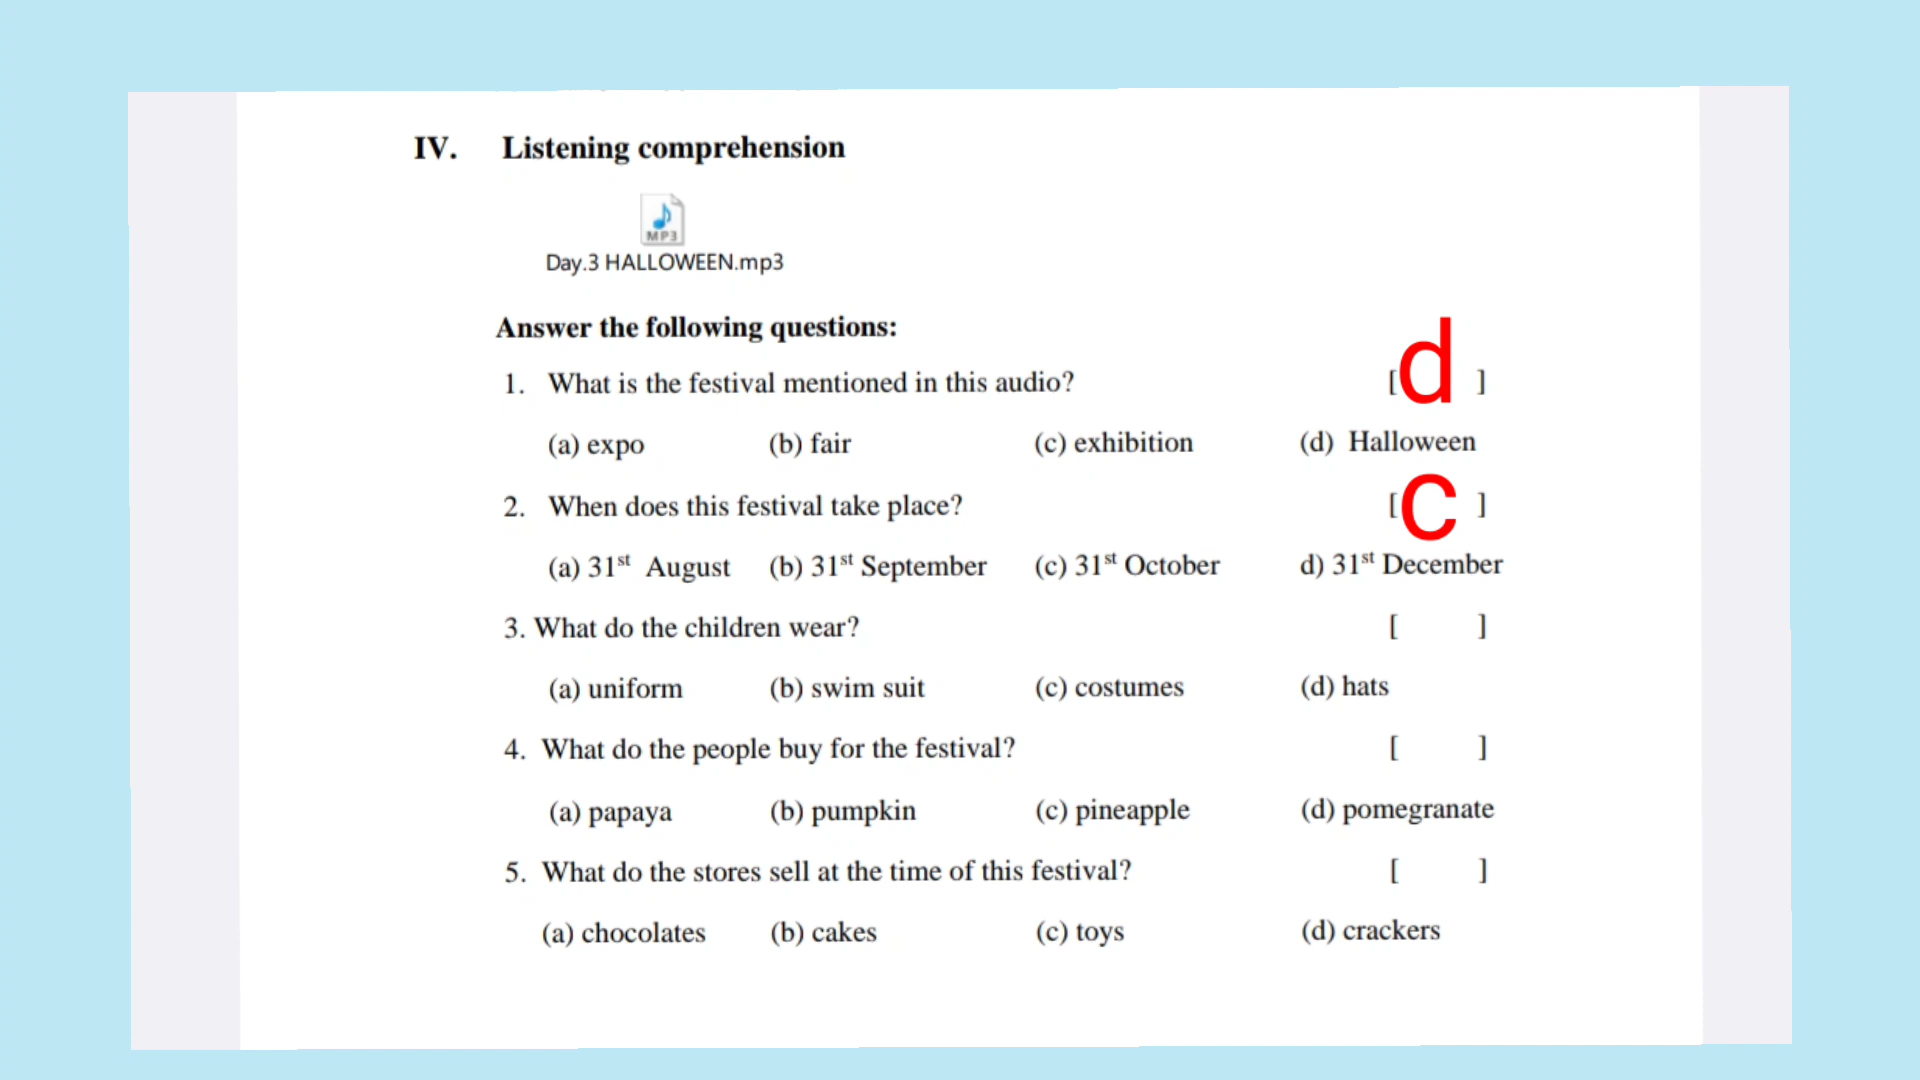 IV. Listening comprehension
MP3
Day.3 HALLOWEEN.mp3
Answer the following questions:
1. What is the festival mentioned in this audio? [d ]
(a) expo (b) fair (c) exhibition (d) Halloween
2. When does this festival take place? [c ]
(a) 31st August (b) 31st September (c) 31st October d) 31st December
3. What do the children wear? [ ]
(a) uniform (b) swim suit (c) costumes (d) hats
4. What do the people buy for the festival? [ ]
(a) papaya (b) pumpkin (c) pineapple (d) pomegranate
5. What do the stores sell at the time of this festival? [ ]
(a) chocolates (b) cakes (c) toys (d) crackers